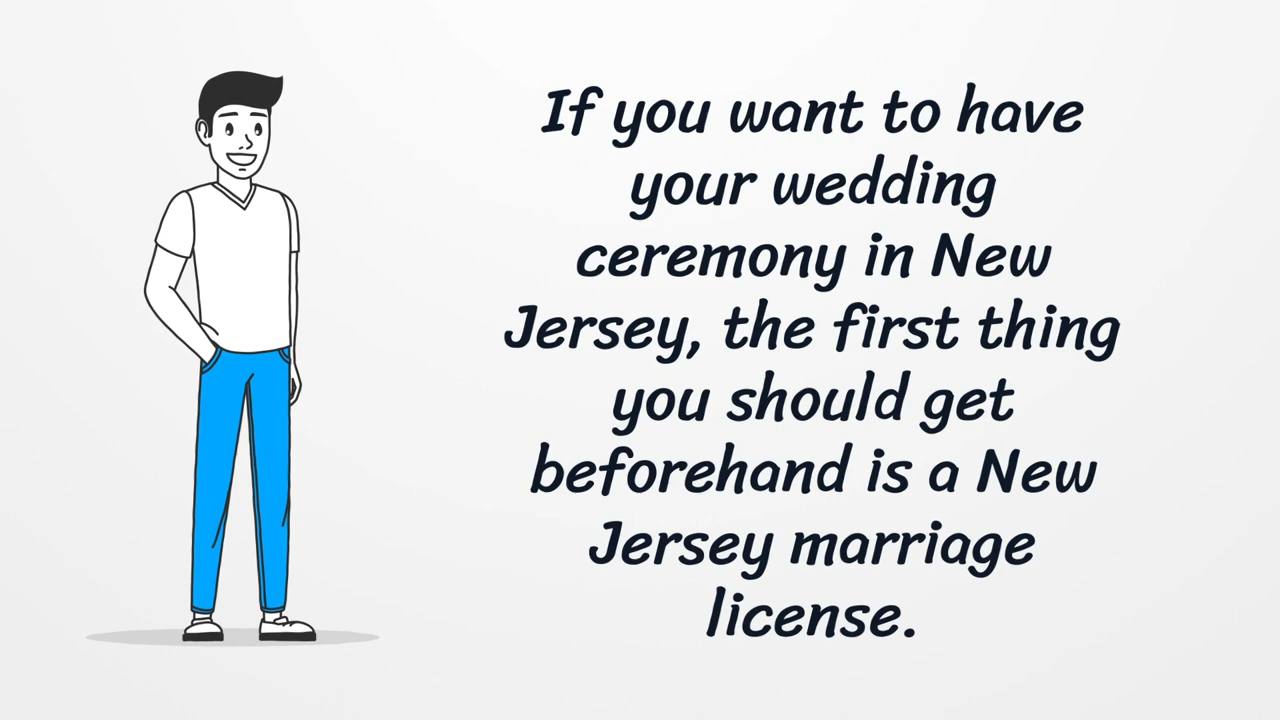 If you want to have
your wedding
ceremony in New
Jersey, the first thing
you should get
beforehand is a New
Jersey marriage
license.